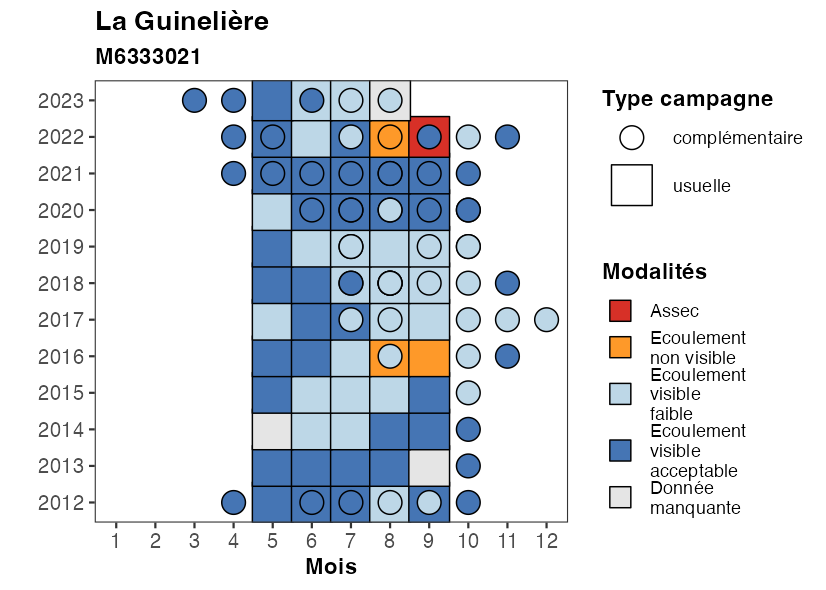 La Guinelière
M6333021
2023
2022
2021
2020
2019
2018
2017
2016
2015
2014
2013
2012
1 2 3 4 5 6 7 8 9 10 11 12
Mois
Type campagne
complémentaire
usuelle
Modalités
Assec
Ecoulement
non visible
Ecoulement
visible
faible
Ecoulement
visible
acceptable
Donnée
manquante